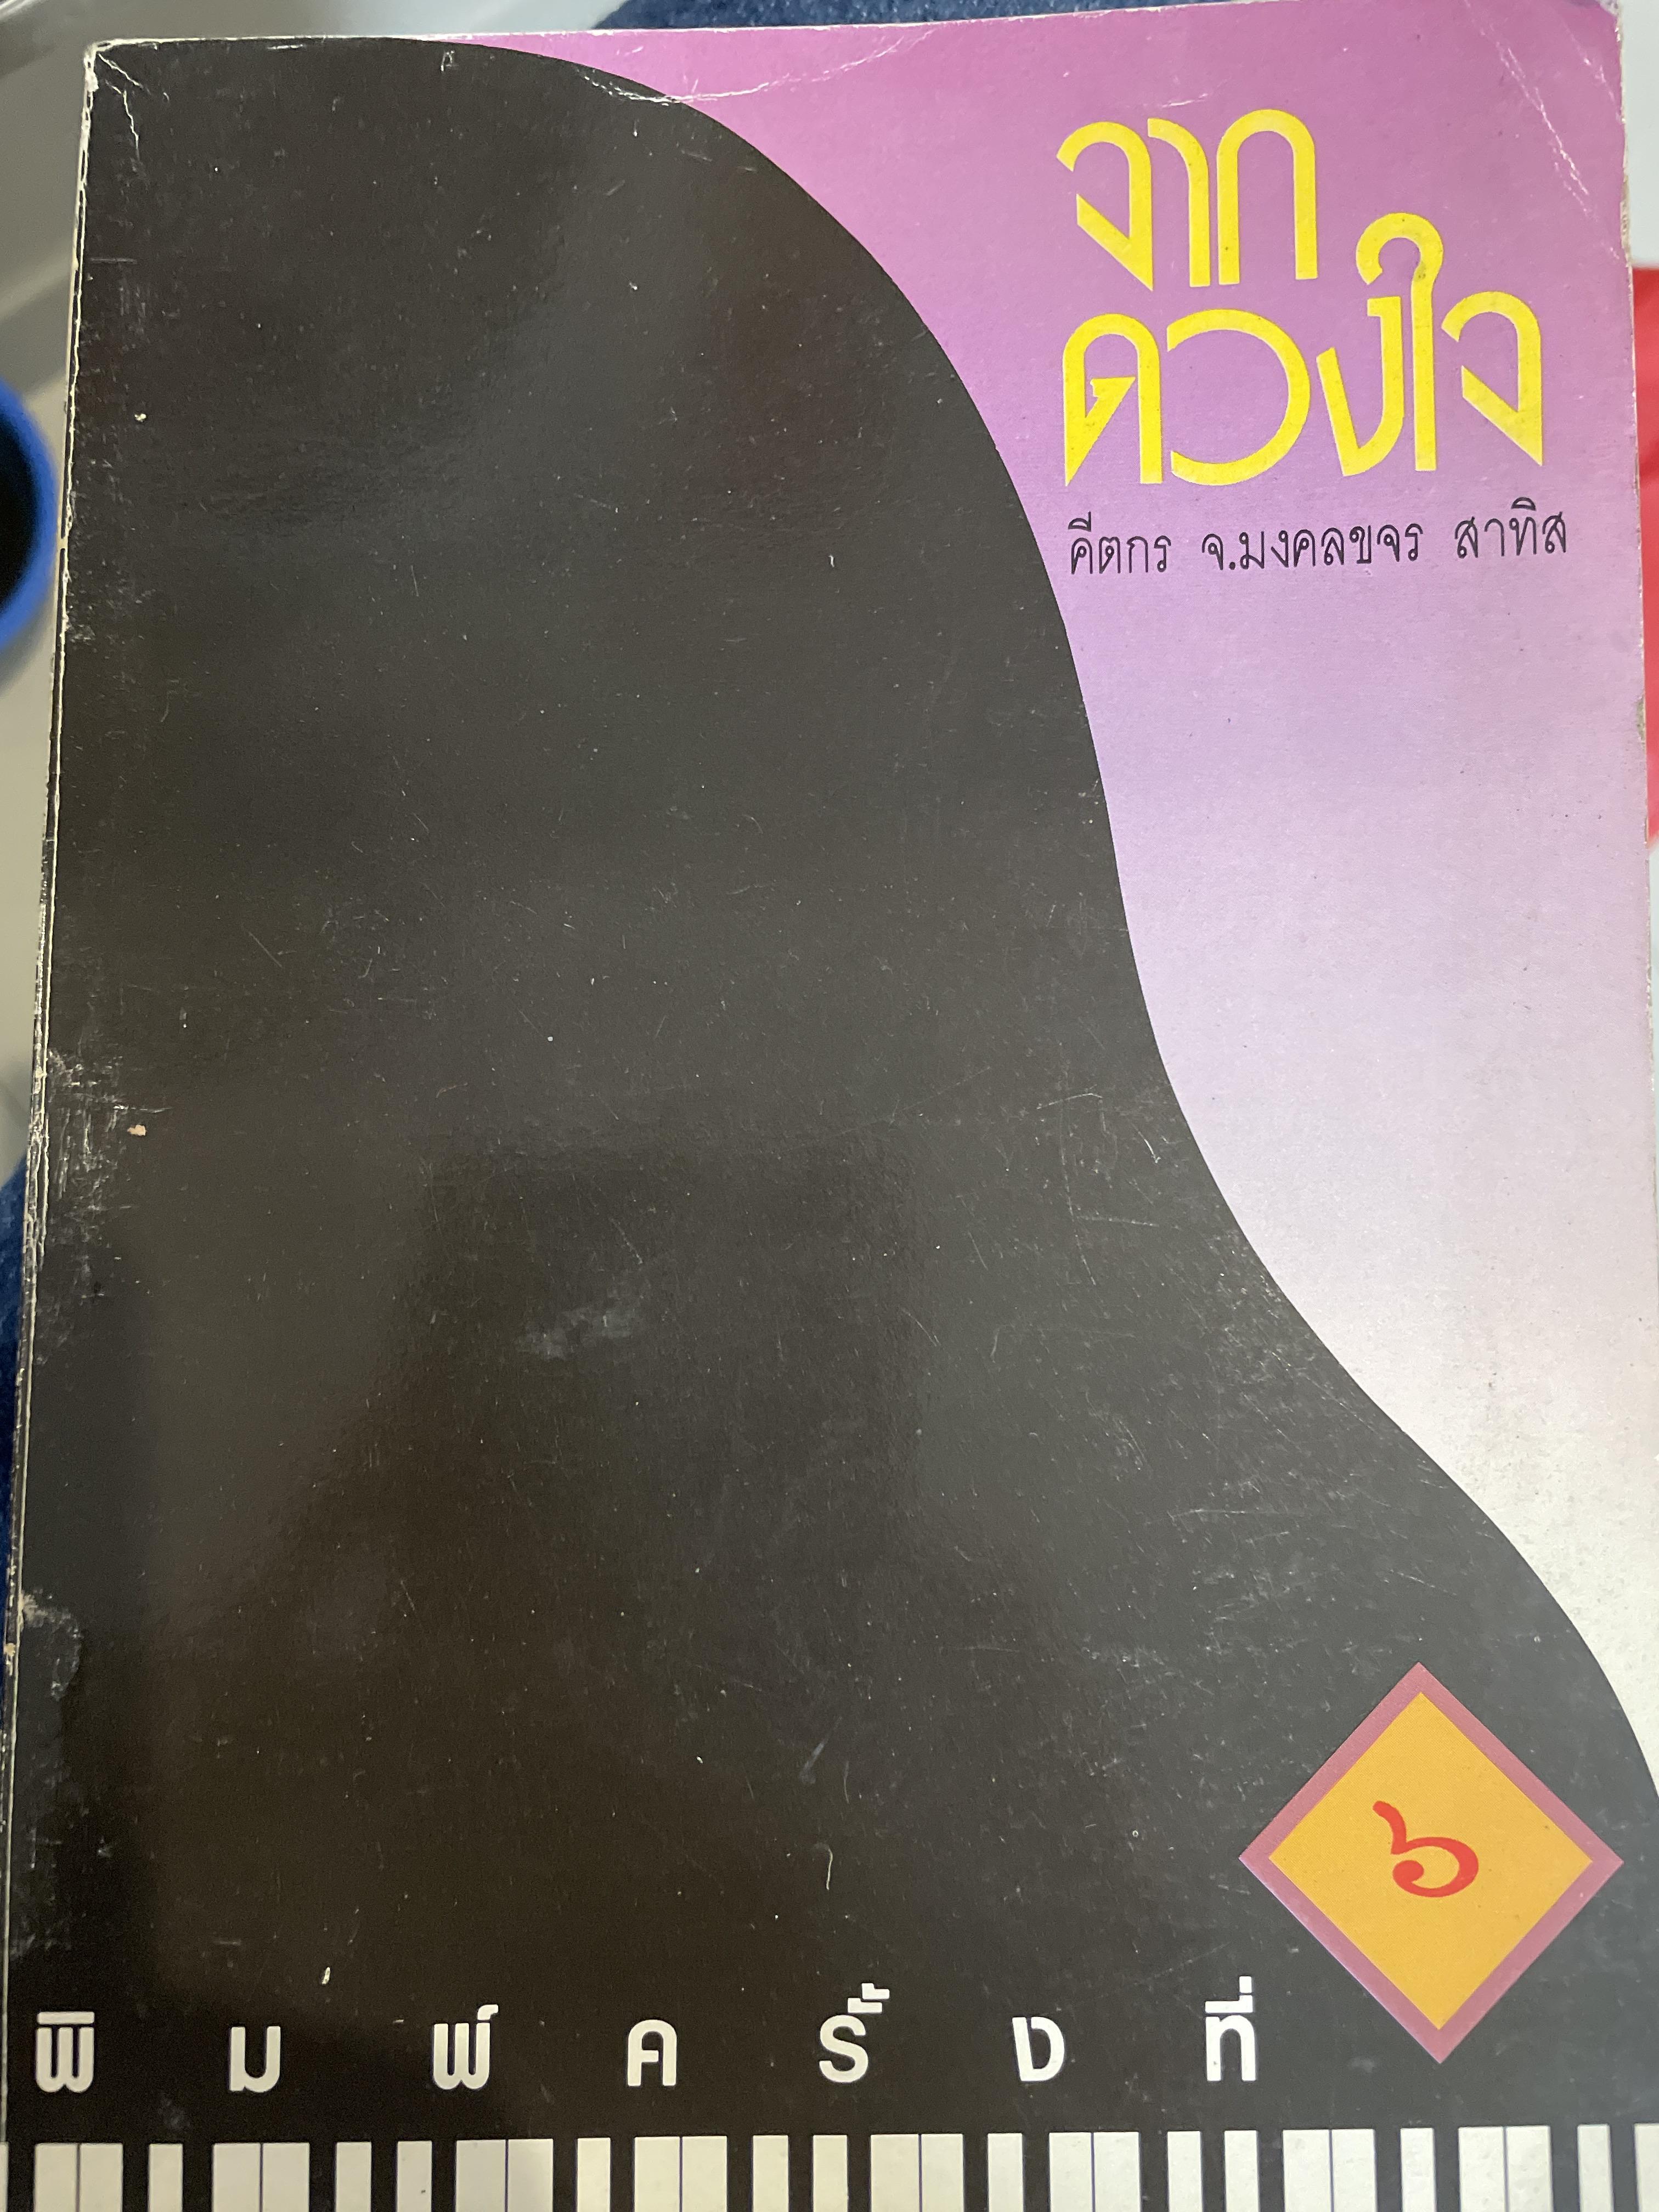 จาก
ดวงใจ
คีตกร จ.มงคลขจร สาทิส
๖
พิมพ์ครั้งที่